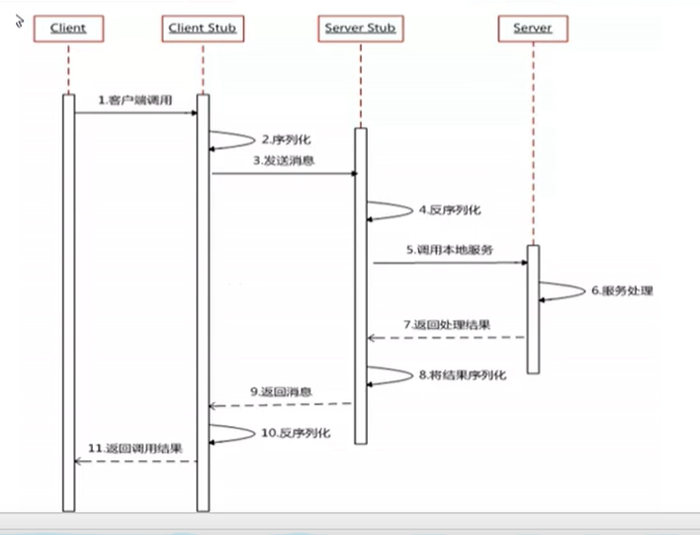 Client
Client Stub
Server Stub
Server
1.客户端调用
2.序列化
3.发送消息
4.反序列化
5.调用本地服务
6.服务处理
7.返回处理结果
8.将结果序列化
9.返回消息
10.反序列化
11.返回调用结果